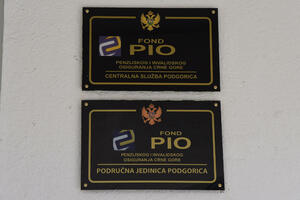 FOND
PIO
PENZIJSKOG I INVALIDSKOG
OSIGURANJA CRNE GORE
CENTRALNA SLUŽBA PODGORICA
FOND
PIO
PENZIJSKOG I INVALIDSKOG
OSIGURANJA CRNE GORE
PODRUČNA JEDINICA PODGORICA